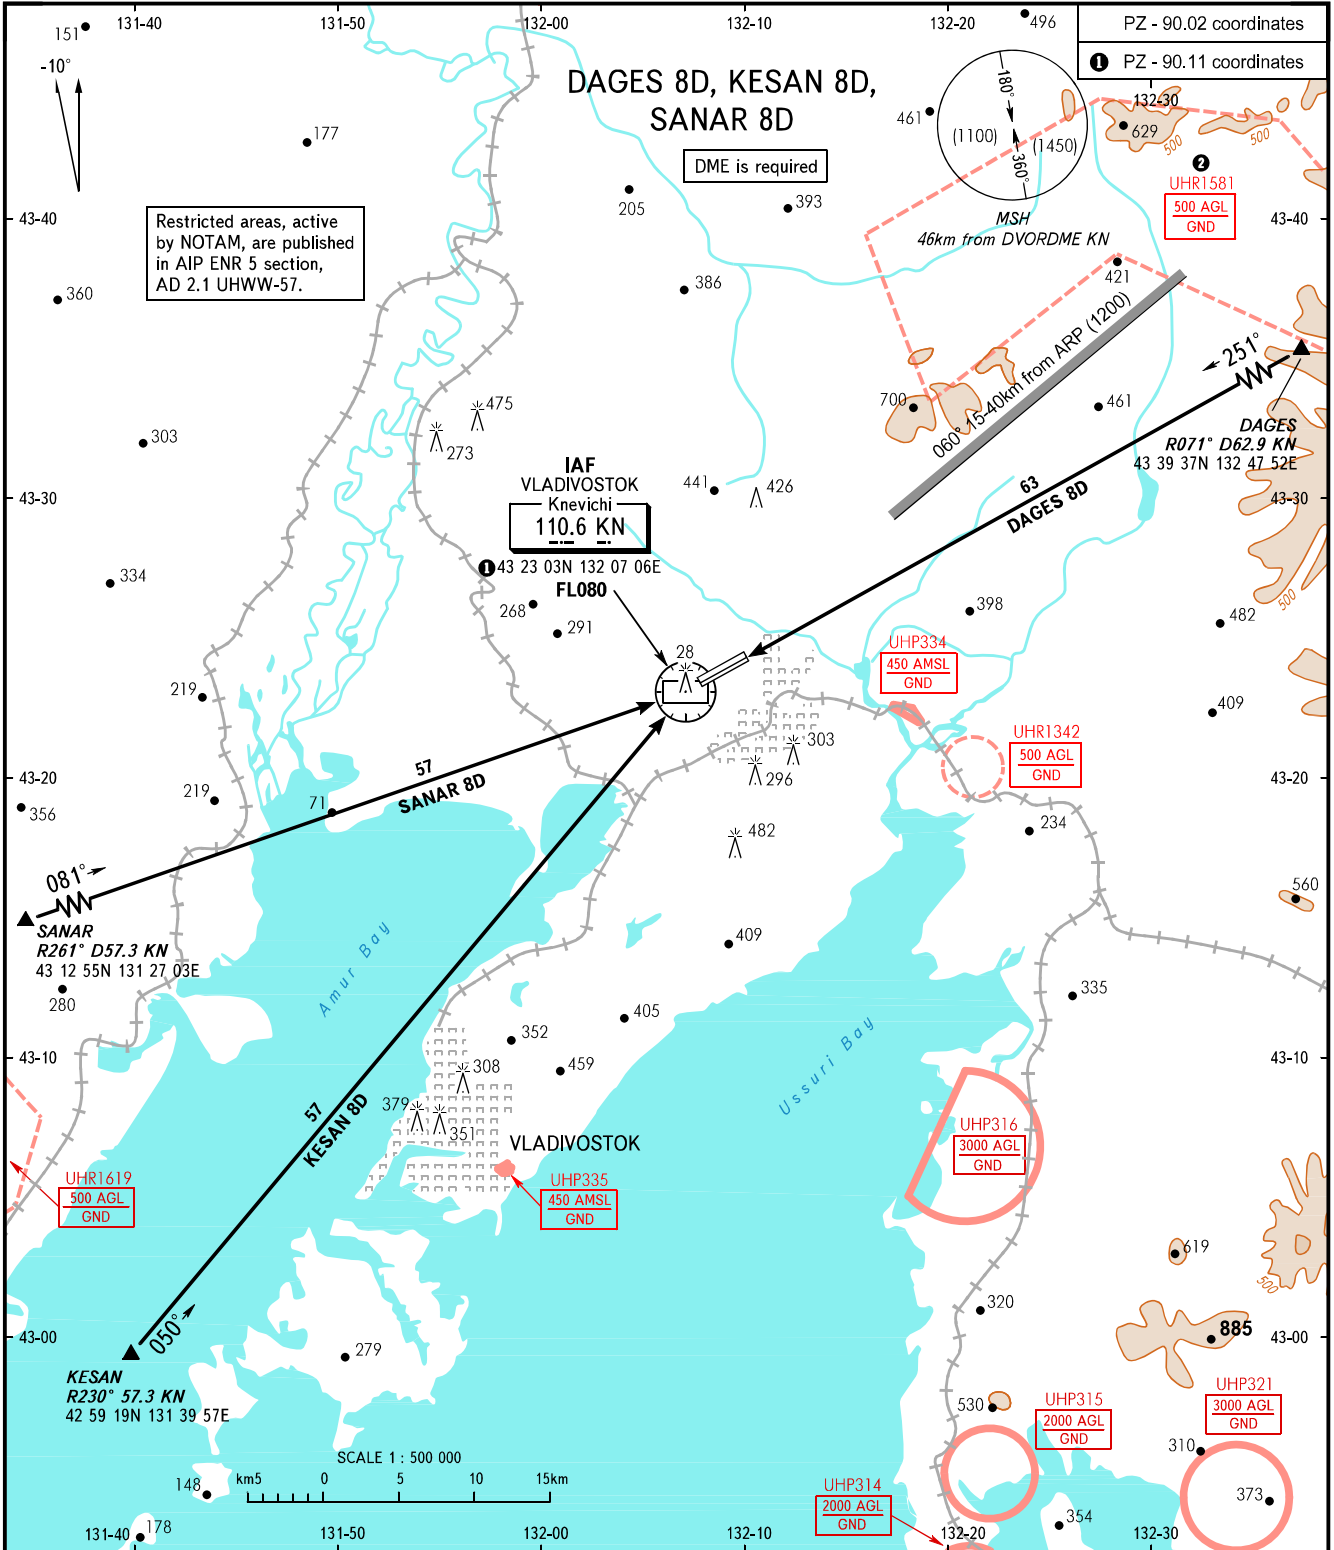 131-40
131-50
132-00
132-10
132-20
496
151
PZ - 90.02 coordinates
1 PZ - 90.11 coordinates
-10°
DAGES 8D, KESAN 8D,
SANAR 8D
DME is required
132-30
180°
461
(1100)
(1450)
360°
629
500
500
177
2
UHR1581
500 AGL
GND
205
393
MSH
46km from DVORDME KN
43-40
43-40
Restricted areas, active
by NOTAM, are published
in AIP ENR 5 section,
AD 2.1 UHWW-57.
360
386
421
060° 15-40km from ARP (1200)
251°
700
461
475
273
303
DAGES
R071° D62.9 KN
43 39 37N 132 47 52E
IAF
VLADIVOSTOK
Knevichi
110.6 KN
1 43 23 03N 132 07 06E
FL080
441
426
63
DAGES 8D
43-30
43-30
334
268
291
398
500
482
28
UHP334
450 AMSL
GND
219
409
UHR1342
500 AGL
GND
303
296
57
SANAR 8D
43-20
43-20
356
219
71
482
234
081°
560
SANAR
R261° D57.3 KN
43 12 55N 131 27 03E
280
Amur Bay
409
335
405
352
Ussuri Bay
43-10
43-10
308
459
57
KESAN 8D
379
351
VLADIVOSTOK
UHP316
3000 AGL
GND
UHR1619
500 AGL
GND
UHP335
450 AMSL
GND
619
500
320
885
43-00
43-00
050°
279
KESAN
R230° 57.3 KN
42 59 19N 131 39 57E
530
UHP315
2000 AGL
GND
UHP321
3000 AGL
GND
310
SCALE 1 : 500 000
km5 0 5 10 15km
148
UHP314
2000 AGL
GND
373
178
354
131-40
131-50
132-00
132-10
132-20
132-30